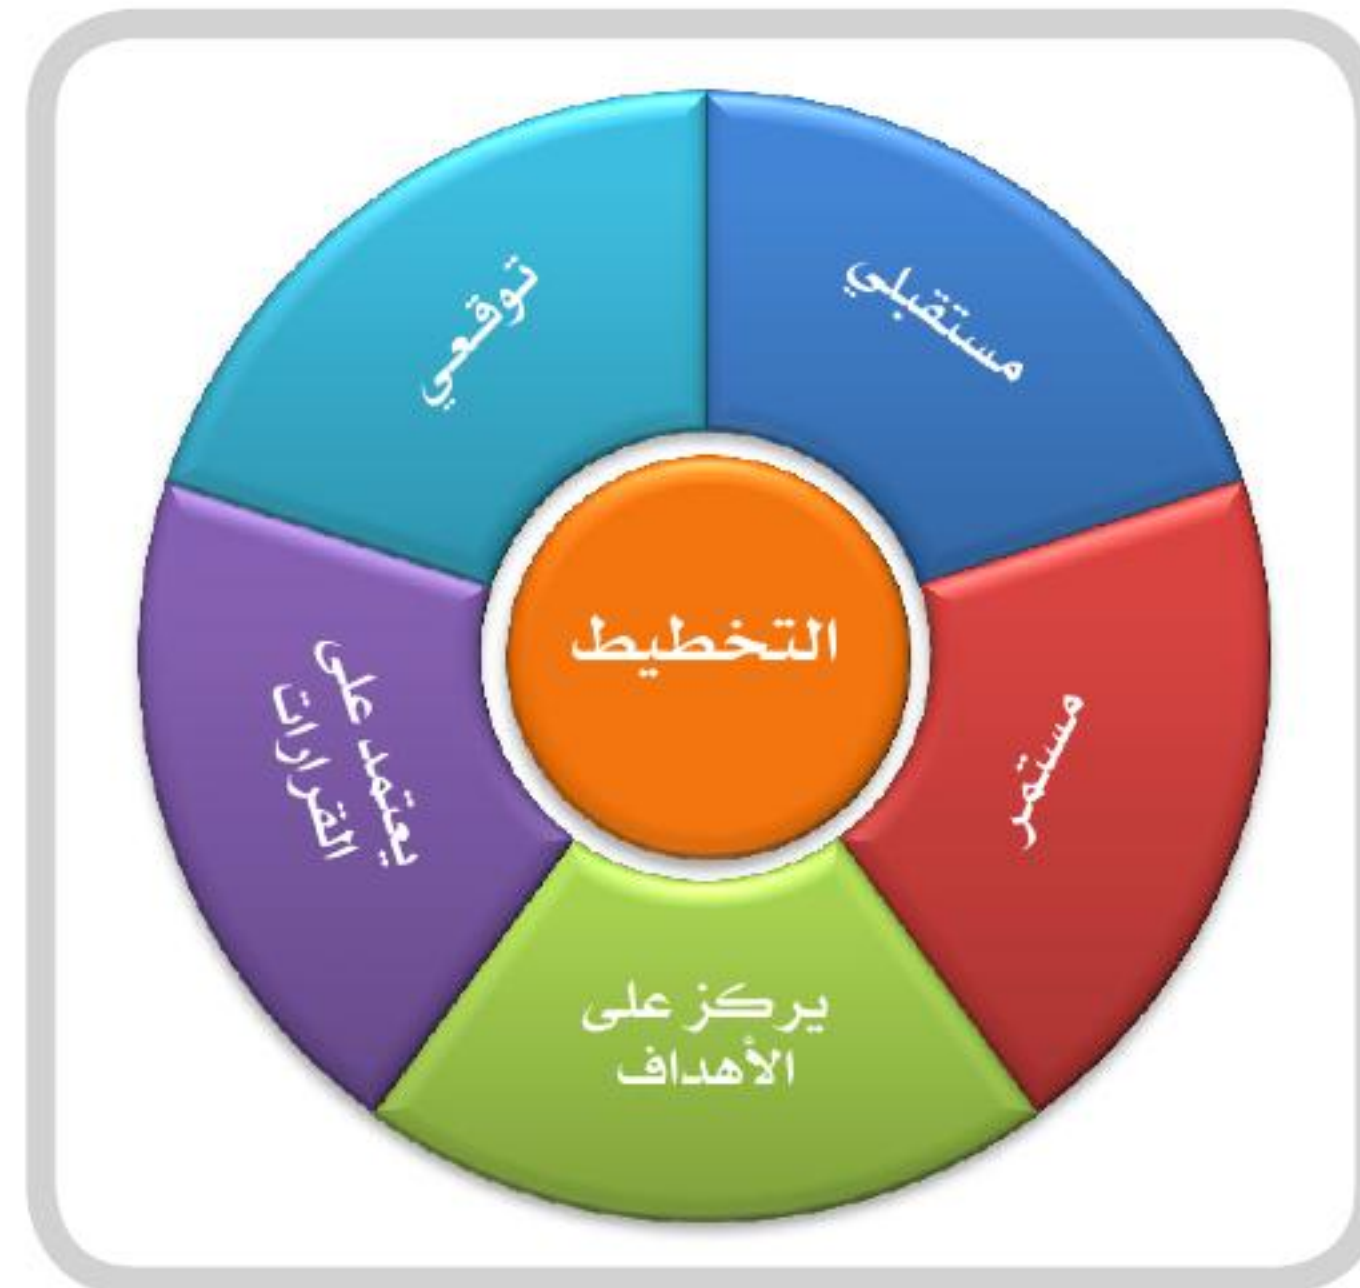 التخطيط
مستقبلي
مستمر
يركز على
الأهداف
يعتمد على
القرارات
توقعي